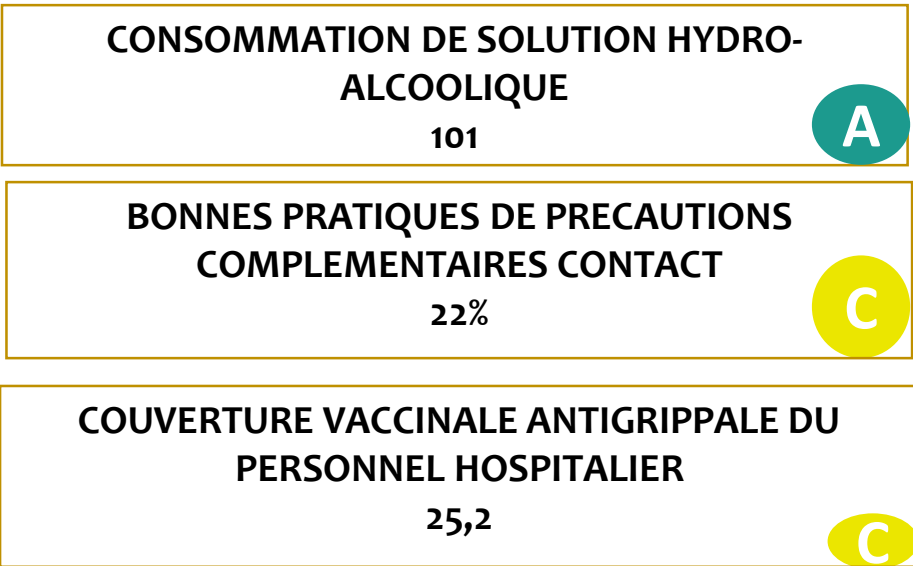 CONSOMMATION DE SOLUTION HYDRO-
ALCOOLIQUE
101
A
BONNES PRATIQUES DE PRECAUTIONS
COMPLEMENTAIRES CONTACT
22%
C
COUVERTURE VACCINALE ANTIGRIPPALE DU
PERSONNEL HOSPITALIER
25,2
C